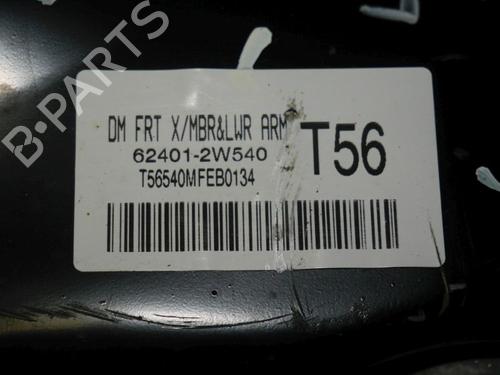 B-PARTS
DM FRT X/MBR&LWR ARM
62401-2W540
T56540MFEB0134
T56